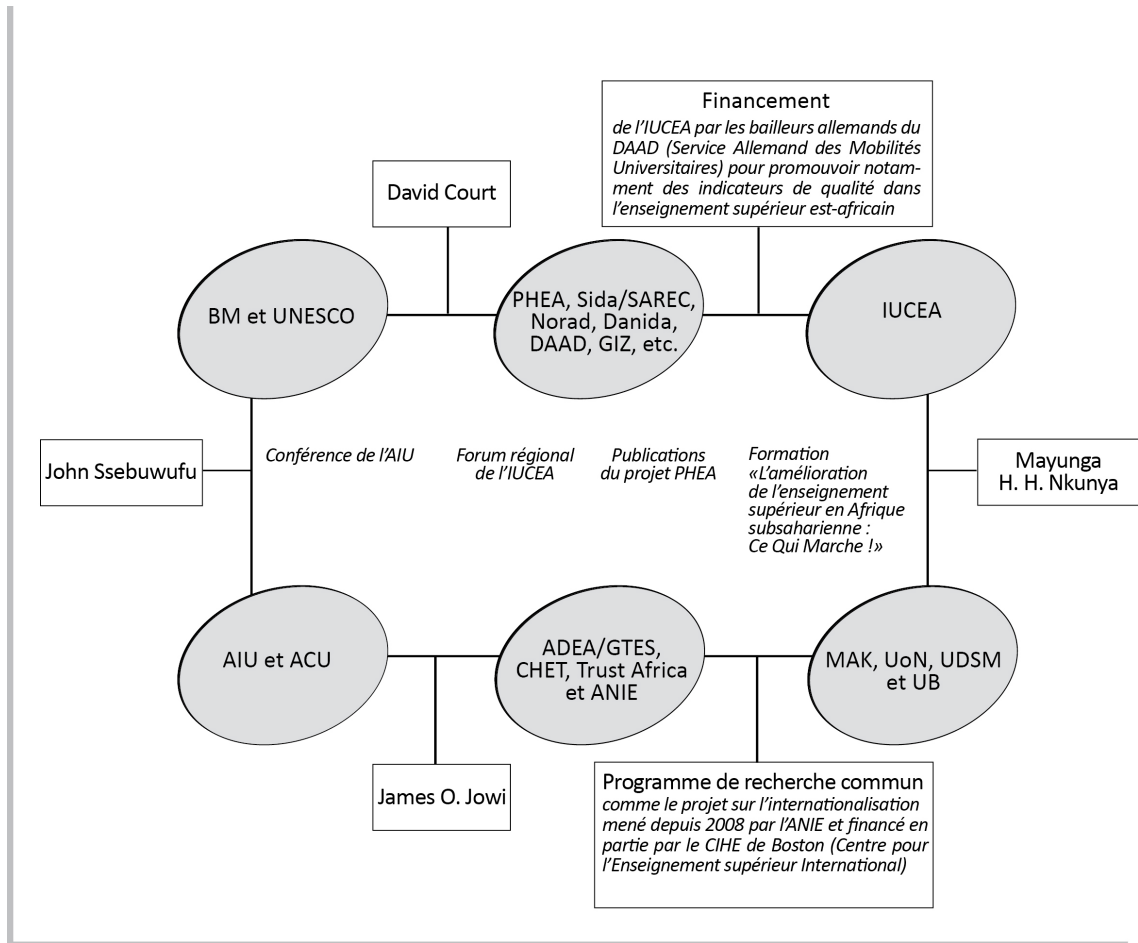 Financement
de l'IUCEA par les bailleurs allemands du
DAAD (Service Allemand des Mobilités
Universitaires) pour promouvoir notam-
ment des indicateurs de qualité dans
l'enseignement supérieur est-africain
David Court
BM et UNESCO
PHEA, Sida/SAREC,
Norad, Danida,
DAAD, GIZ, etc.
IUCEA
John Ssebuwufu
Conférence de l'AIU
Forum régional
de l'IUCEA
Publications
du projet PHEA
Formation
«L'amélioration
de l'enseignement
supérieur en Afrique
subsaharienne :
Ce Qui Marche !»
Mayunga
H. H. Nkunya
AIU et ACU
ADEA/GTES,
CHET, Trust Africa
et ANIE
MAK, UoN, UDSM
et UB
James O. Jowi
Programme de recherche commun
comme le projet sur l'internationalisation
mené depuis 2008 par l'ANIE et financé en
partie par le CIHE de Boston (Centre pour
l'Enseignement supérieur International)